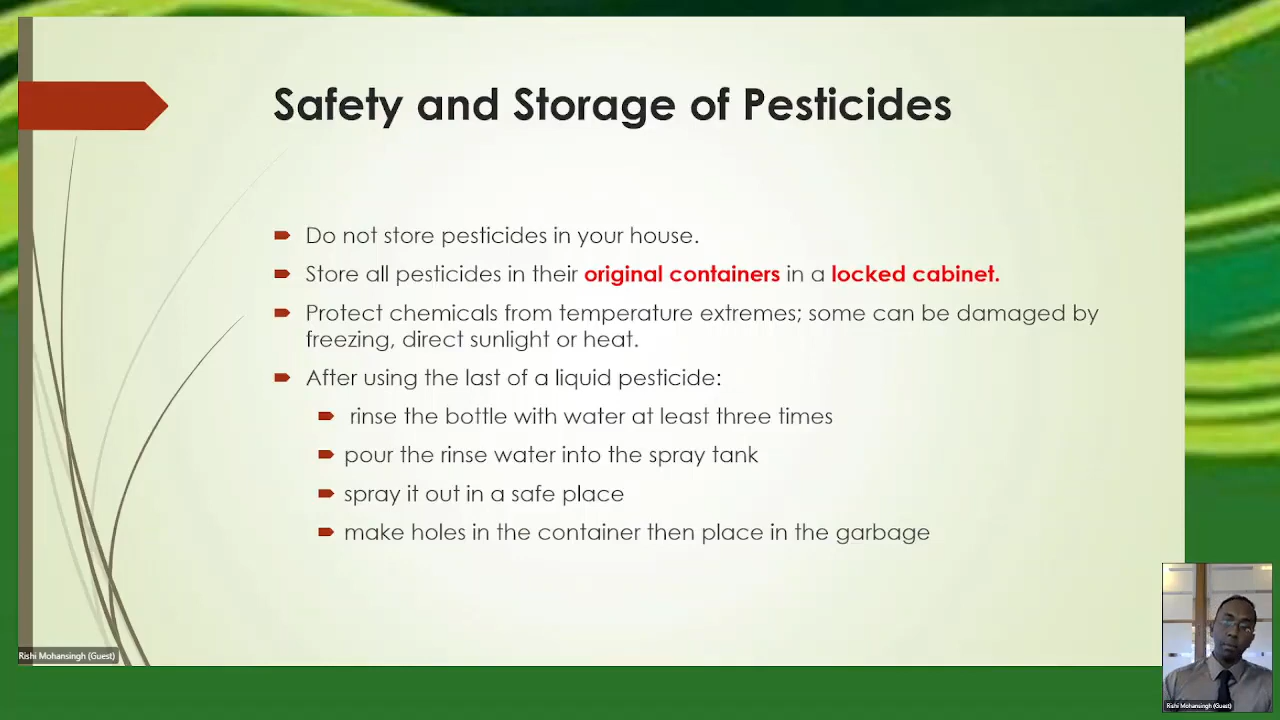 Safety and Storage of Pesticides
Do not store pesticides in your house.
Store all pesticides in their original containers in a locked cabinet.
Protect chemicals from temperature extremes; some can be damaged by
freezing, direct sunlight or heat.
After using the last of a liquid pesticide:
rinse the bottle with water at least three times
pour the rinse water into the spray tank
spray it out in a safe place
make holes in the container then place in the garbage
Rishi Mohansingh (Guest)
Rishi Mohansingh (Guest)